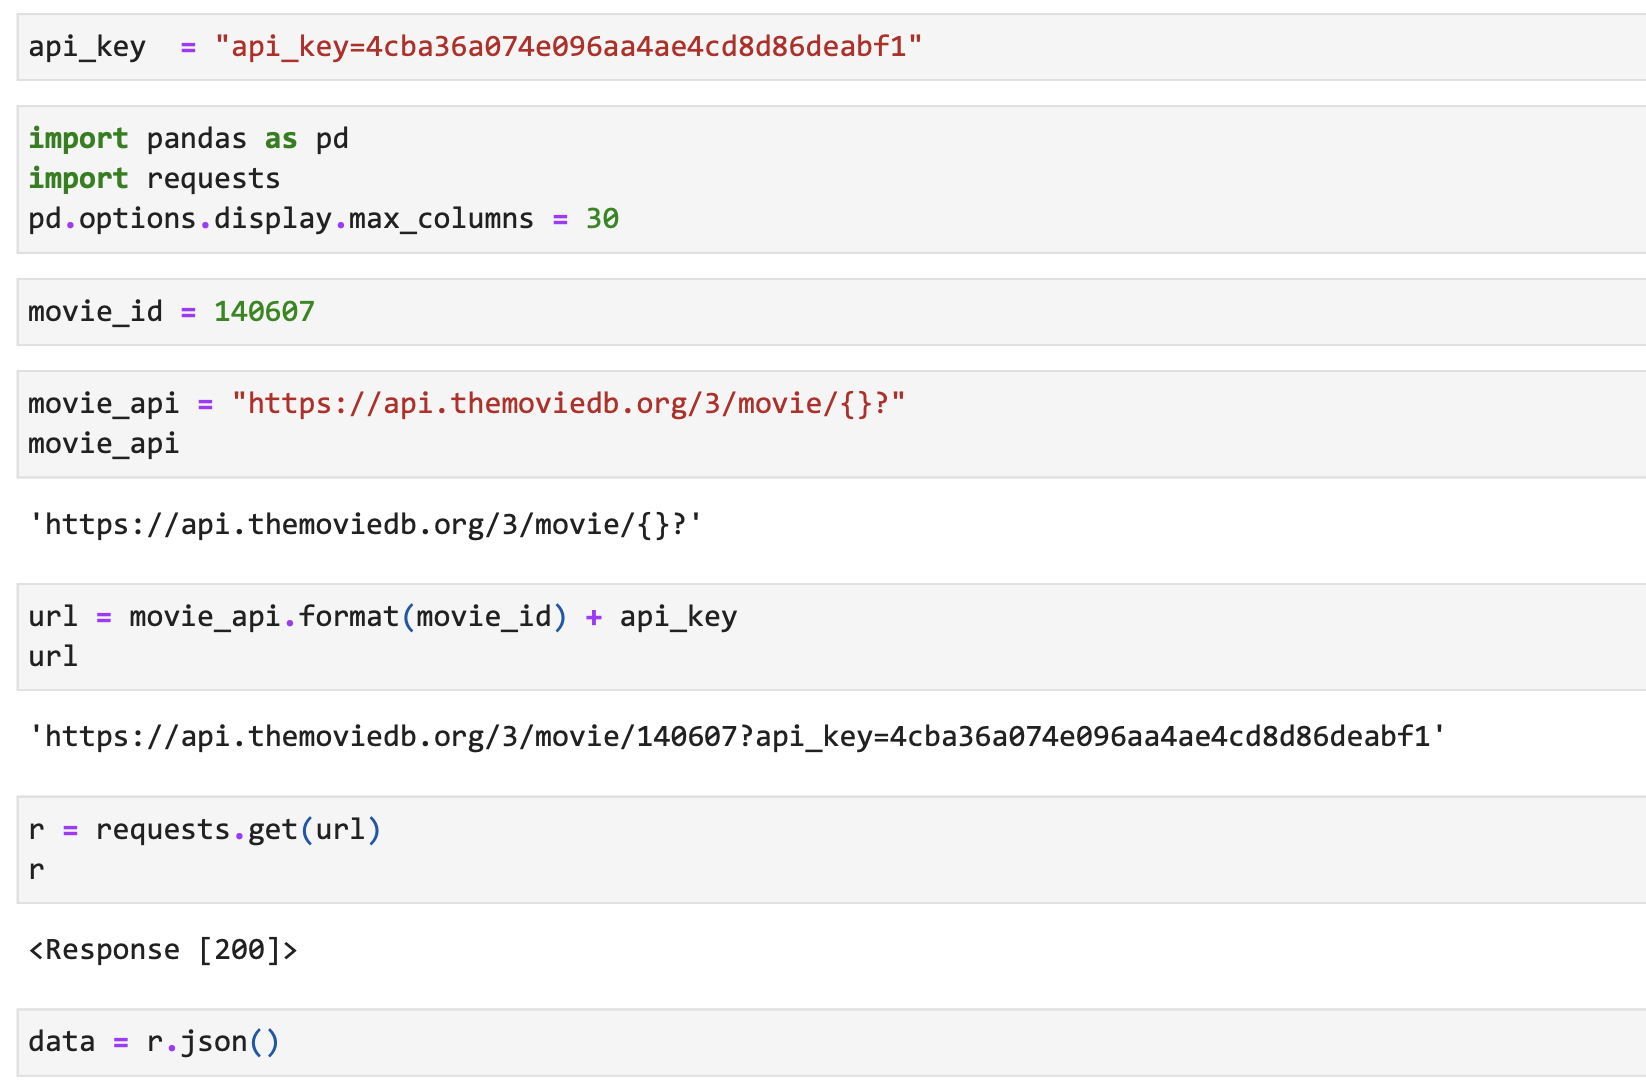 api_key  = "api_key=4cba36a074e096aa4ae4cd8d86deabf1"
import pandas as pd
import requests
pd.options.display.max_columns = 30
movie_id = 140607
movie_api = "https://api.themoviedb.org/3/movie/{}?"
movie_api
'https://api.themoviedb.org/3/movie/{}?'
url = movie_api.format(movie_id) + api_key
url
'https://api.themoviedb.org/3/movie/140607?api_key=4cba36a074e096aa4ae4cd8d86deabf1'
r = requests.get(url)
r
<Response [200]>
data = r.json()